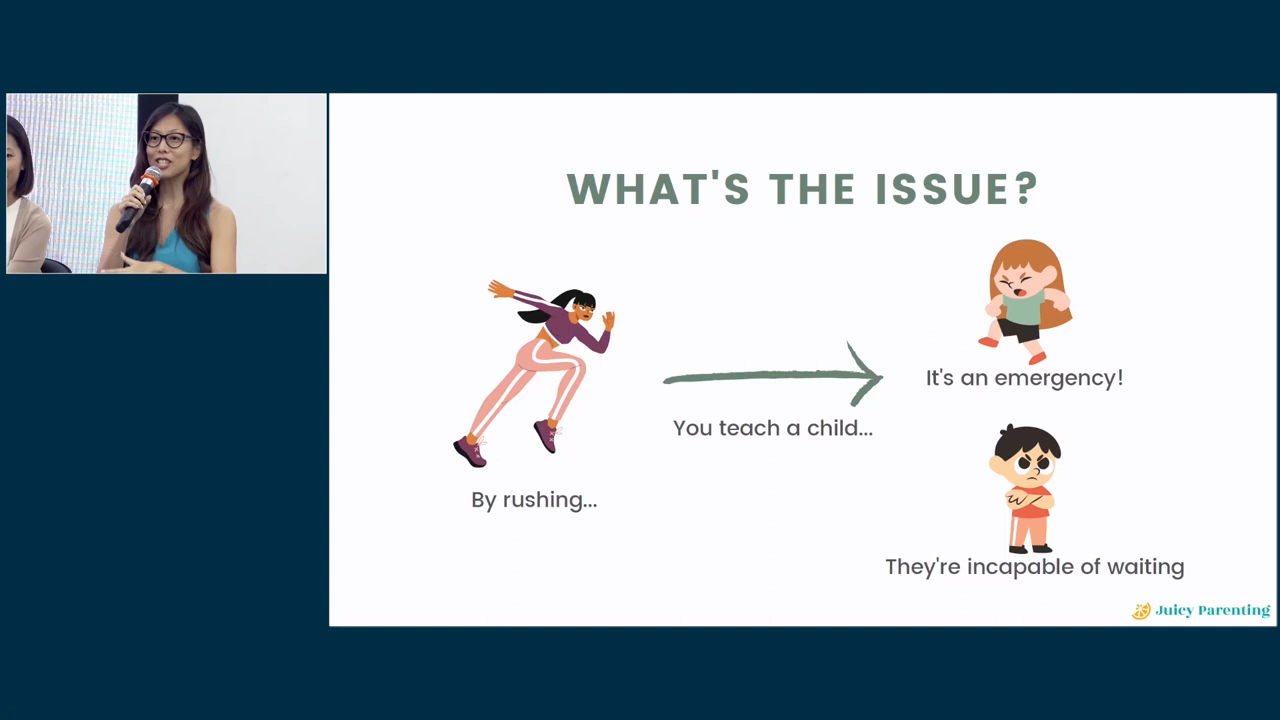 WHAT'S THE ISSUE?
By rushing...
You teach a child...
It's an emergency!
They're incapable of waiting
Juicy Parenting